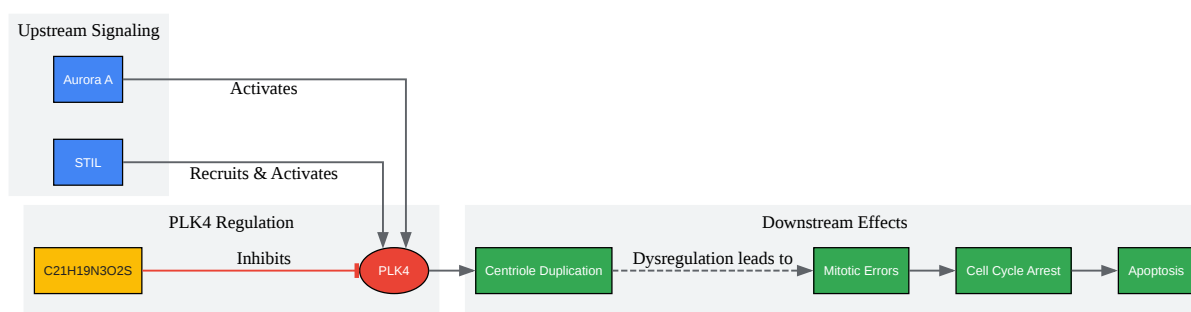 Upstream Signaling
Aurora A
Activates
STIL
Recruits & Activates
PLK4 Regulation
C21H19N3O2S
Inhibits
PLK4
Downstream Effects
Centriole Duplication
Dysregulation leads to
Mitotic Errors
Cell Cycle Arrest
Apoptosis